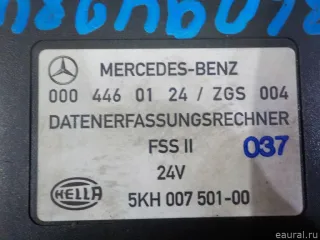 MERCEDES-BENZ
000 446 01 24 / ZGS 004
DATENERFASSUNGSRECHNER
FSS II
037
24V
HELLA
5KH 007 501-00
eaural.ru